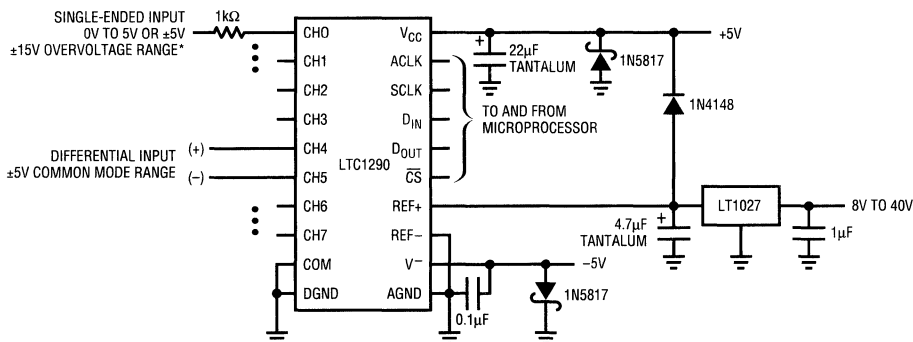 SINGLE-ENDED INPUT
0V TO 5V OR ±5V
±15V OVERVOLTAGE RANGE*
1kΩ
DIFFERENTIAL INPUT
±5V COMMON MODE RANGE
(+)
(–)
CH0
CH1
CH2
CH3
CH4
CH5
CH6
CH7
COM
DGND
LTC1290
VCC
ACLK
SCLK
DIN
DOUT
C̅S̅
REF+
REF–
V–
AGND
+
22µF
TANTALUM
1N5817
+5V
TO AND FROM
MICROPROCESSOR
1N4148
LT1027
8V TO 40V
4.7µF
+
TANTALUM
1µF
–5V
0.1µF
1N5817